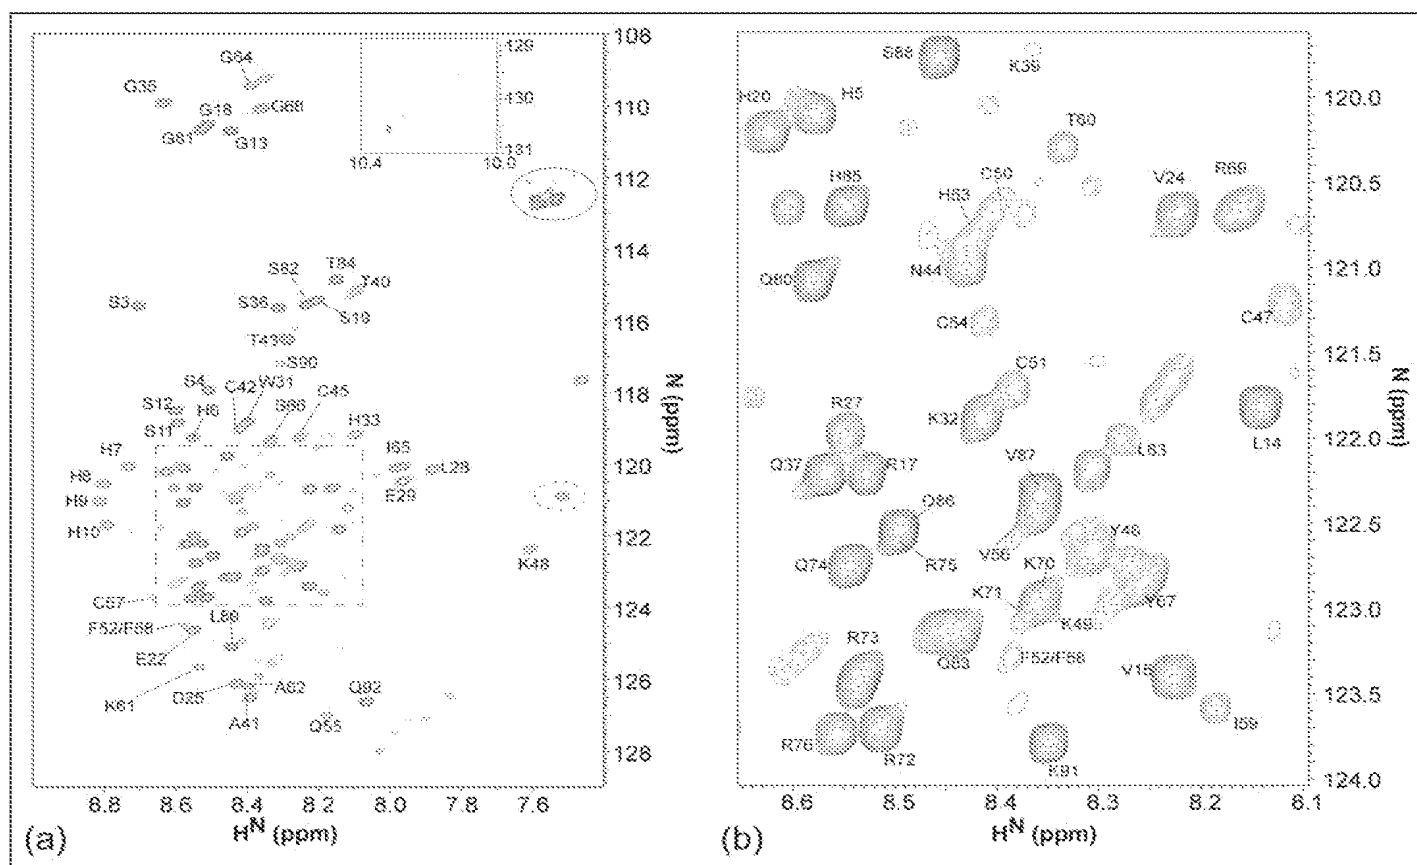 108
129
G64
G35
130
G18
G68
110
G81
G13
131
10.4
10.0
112
114
T84
S82
T40
S3
S38
S19
116
T43
S90
W31
S4
C42
C45
118
S12
H6
S66
S11
H33
H7
I65
120
H8
L28
H9
E29
H10
122
K48
C57
L89
124
F52/F58
E22
K61
D25
A62
Q92
126
A41
Q55
128
8.8
8.6
8.4
8.2
8.0
7.8
7.6
(a)
H^N (ppm)
N (ppm)
S88
K39
120.0
H20
H5
T60
C50
120.5
H85
H53
V24
R69
N44
121.0
Q80
C54
C47
121.5
C51
R27
K32
L14
122.0
V87
L63
Q37
R17
Q86
122.5
Y46
V56
Q74
R75
K70
K71
Y67
123.0
K49
R73
Q83
F52/F58
V15
123.5
I59
R76
R72
K91
124.0
8.6
8.5
8.4
8.3
8.2
8.1
(b)
H^N (ppm)
N (ppm)